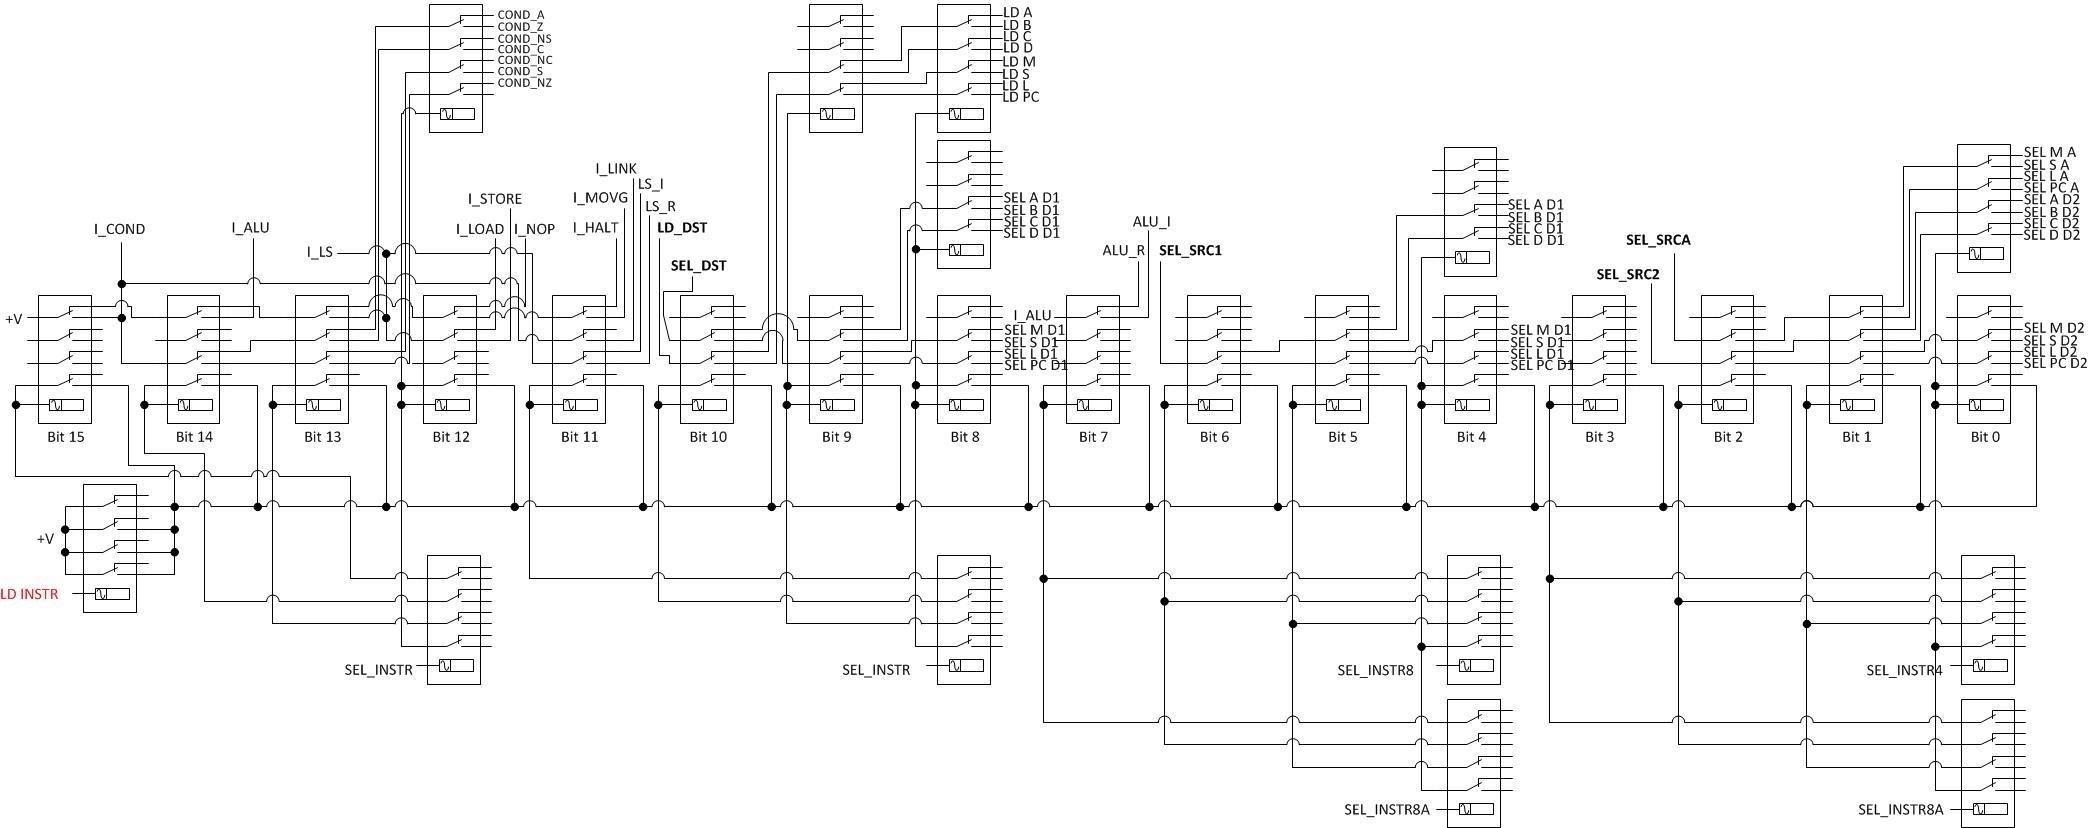 COND_A
COND_Z
COND_NS
COND_C
COND_NC
COND_S
COND_NZ
LD A
LD B
LD C
LD D
LD M
LD S
LD L
LD PC
SEL A D1
SEL B D1
SEL C D1
SEL D D1
SEL A D1
SEL B D1
SEL C D1
SEL D D1
SEL M A
SEL S A
SEL L A
SEL PC A
SEL A D2
SEL B D2
SEL C D2
SEL D D2
I_COND
I_ALU
I_LS
I_STORE
I_LOAD
I_NOP
I_LINK
I_MOVG
I_HALT
LS_I
LS_R
LD_DST
SEL_DST
ALU_I
ALU_R
SEL_SRC1
SEL_SRCA
SEL_SRC2
+V
I_ALU
SEL M D1
SEL S D1
SEL L D1
SEL PC D1
SEL M D1
SEL S D1
SEL L D1
SEL PC D1
SEL M D2
SEL S D2
SEL L D2
SEL PC D2
Bit 15
Bit 14
Bit 13
Bit 12
Bit 11
Bit 10
Bit 9
Bit 8
Bit 7
Bit 6
Bit 5
Bit 4
Bit 3
Bit 2
Bit 1
Bit 0
+V
LD INSTR
SEL_INSTR
SEL_INSTR
SEL_INSTR8
SEL_INSTR4
SEL_INSTR8A
SEL_INSTR8A